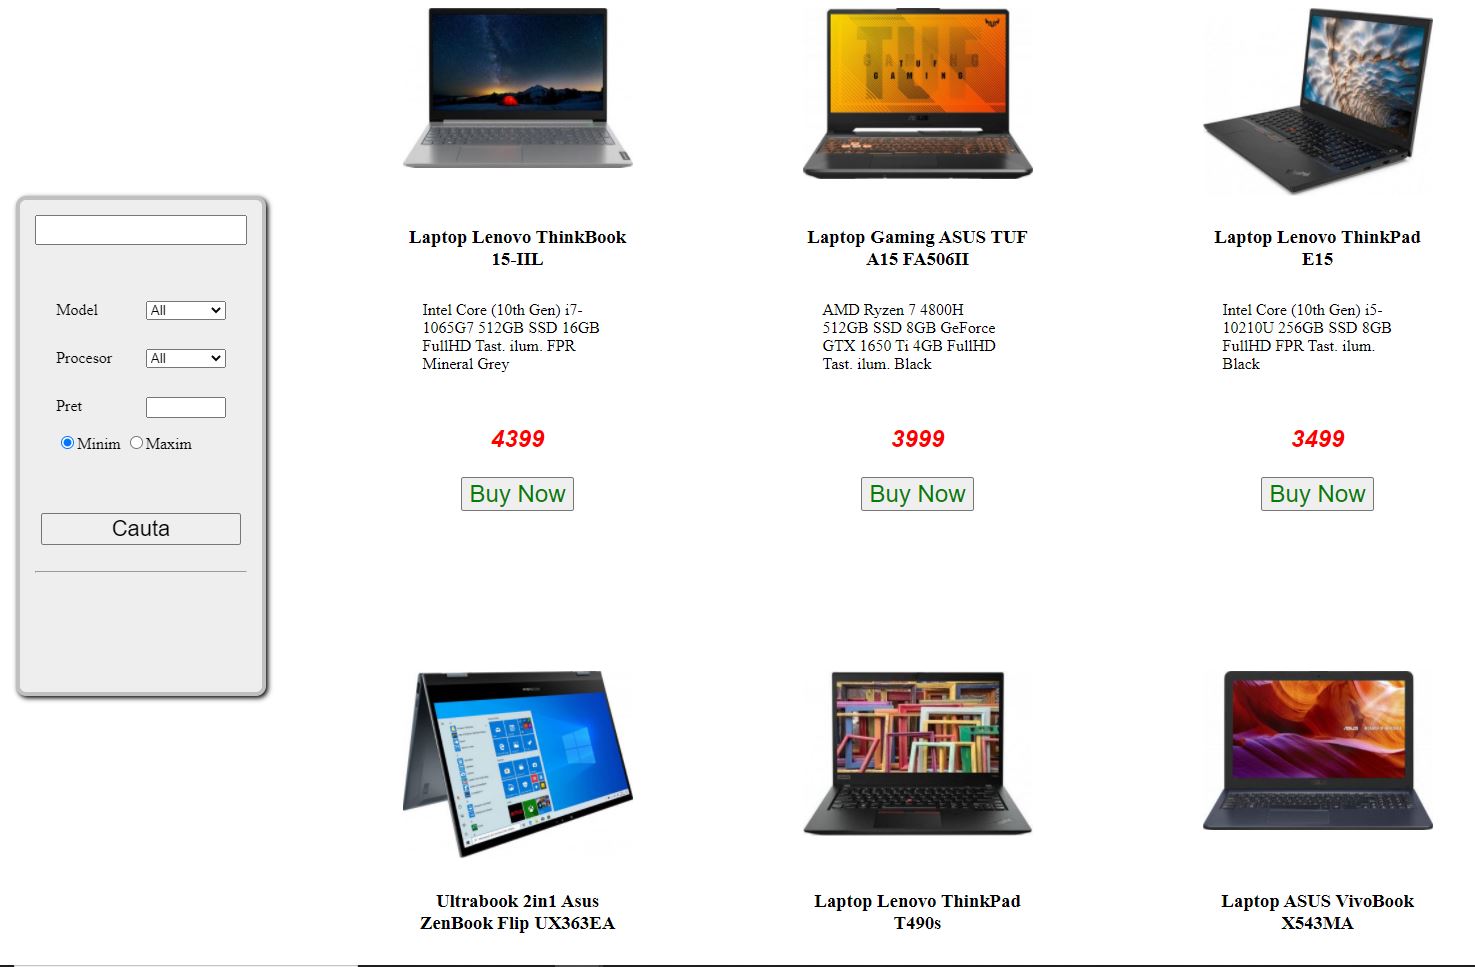 Model
All
Procesor
All
Pret
Minim
Maxim
Cauta
TUF
TUF
GAMING
Laptop Lenovo ThinkBook
15-IIL
Intel Core (10th Gen) i7-
1065G7 512GB SSD 16GB
FullHD Tast. ilum. FPR
Mineral Grey
4399
Buy Now
Laptop Gaming ASUS TUF
A15 FA506II
AMD Ryzen 7 4800H
512GB SSD 8GB GeForce
GTX 1650 Ti 4GB FullHD
Tast. ilum. Black
3999
Buy Now
Laptop Lenovo ThinkPad
E15
Intel Core (10th Gen) i5-
10210U 256GB SSD 8GB
FullHD FPR Tast. ilum.
Black
3499
Buy Now
Ultrabook 2in1 Asus
ZenBook Flip UX363EA
Laptop Lenovo ThinkPad
T490s
Laptop ASUS VivoBook
X543MA